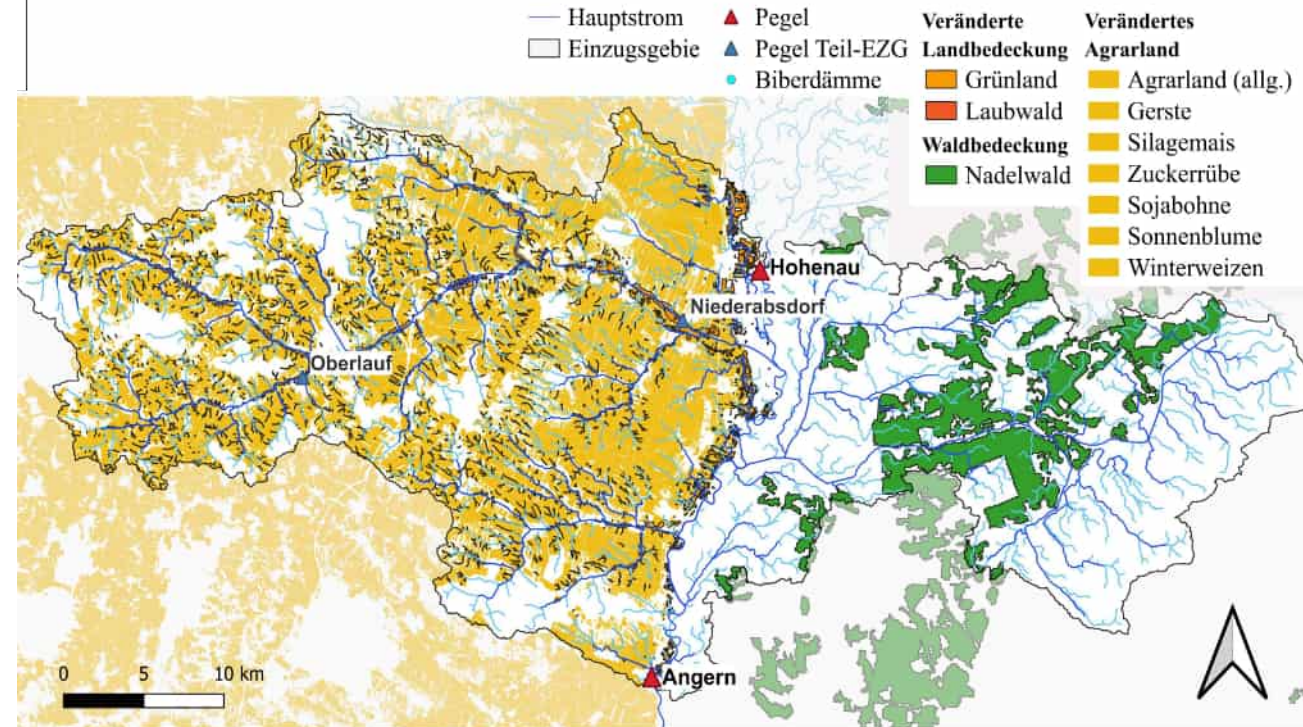 Hauptstrom
Einzugsgebie
Pegel
Pegel Teil-EZG
Biberdämme
Veränderte
Landbedeckung
Grünland
Laubwald
Waldbedeckung
Nadelwald
Verändertes
Agrarland
Agrarland (allg.)
Gerste
Silagemais
Zuckerrübe
Sojabohne
Sonnenblume
Winterweizen
Hohenau
Niederabsdorf
Oberlauf
Angern
0 5 10 km